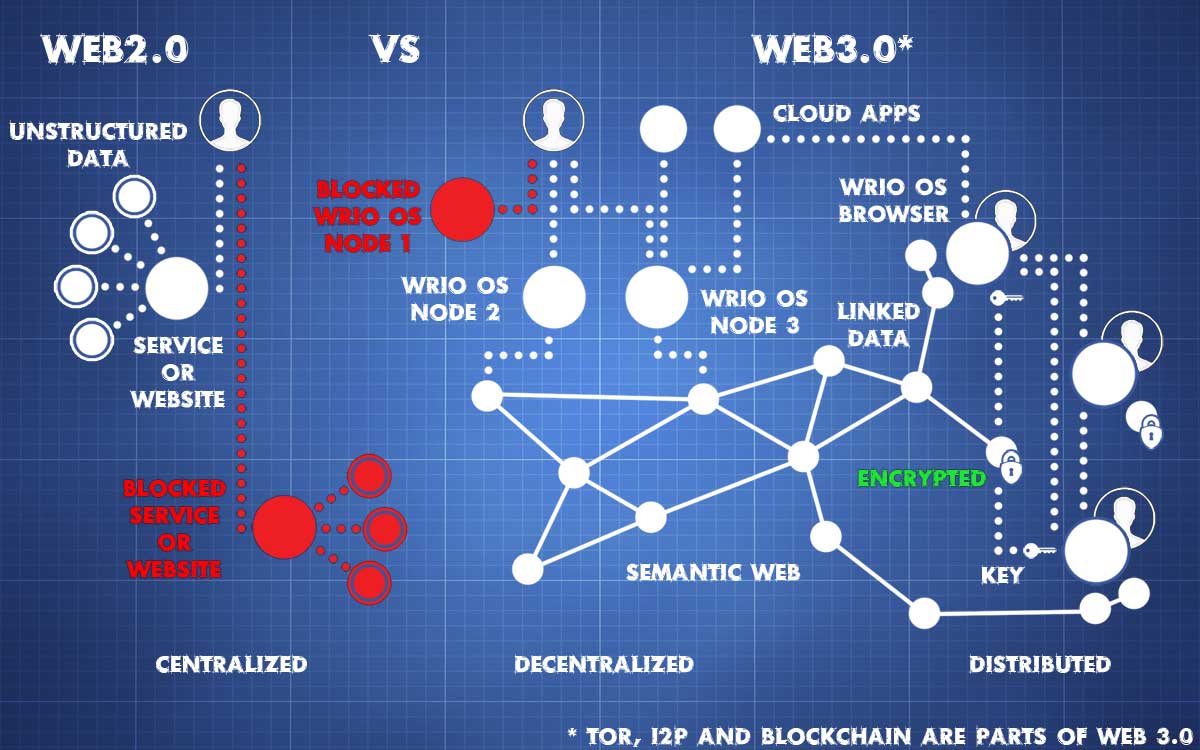 WEB2.0
VS
WEB3.0*
UNSTRUCTURED
DATA
SERVICE
OR
WEBSITE
BLOCKED
SERVICE
OR
WEBSITE
CENTRALIZED
BLOCKED
WRIO OS
NODE 1
WRIO OS
NODE 2
WRIO OS
NODE 3
CLOUD APPS
WRIO OS
BROWSER
LINKED
DATA
ENCRYPTED
KEY
SEMANTIC WEB
DECENTRALIZED
DISTRIBUTED
* TOR, I2P AND BLOCKCHAIN ARE PARTS OF WEB 3.0